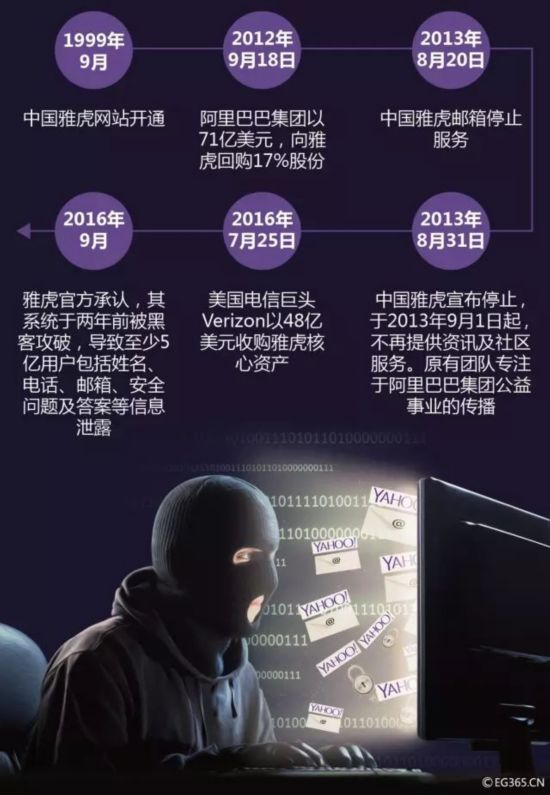 1999年
9月
中国雅虎网站开通
2012年
9月18日
阿里巴巴集团以
71亿美元，向雅
虎回购17%股份
2013年
8月20日
中国雅虎邮箱停止
服务
2013年
8月31日
中国雅虎宣布停止，
于2013年9月1日起，
不再提供资讯及社区
服务。原有团队专注
于阿里巴巴集团公益
事业的传播
2016年
7月25日
美国电信巨头
Verizon以48亿
美元收购雅虎核
心资产
2016年
9月
雅虎官方承认，其
系统于两年前被黑
客攻破，导致至少5
亿用户包括姓名、
电话、邮箱、安全
问题及答案等信息
泄露
YAHOO!
@
YAHOO!
@
YAHOO!
YAHOO!
@
YAHOO!
YAHOO!
YAHOO!
YAHOO!
@
©EG365.CN